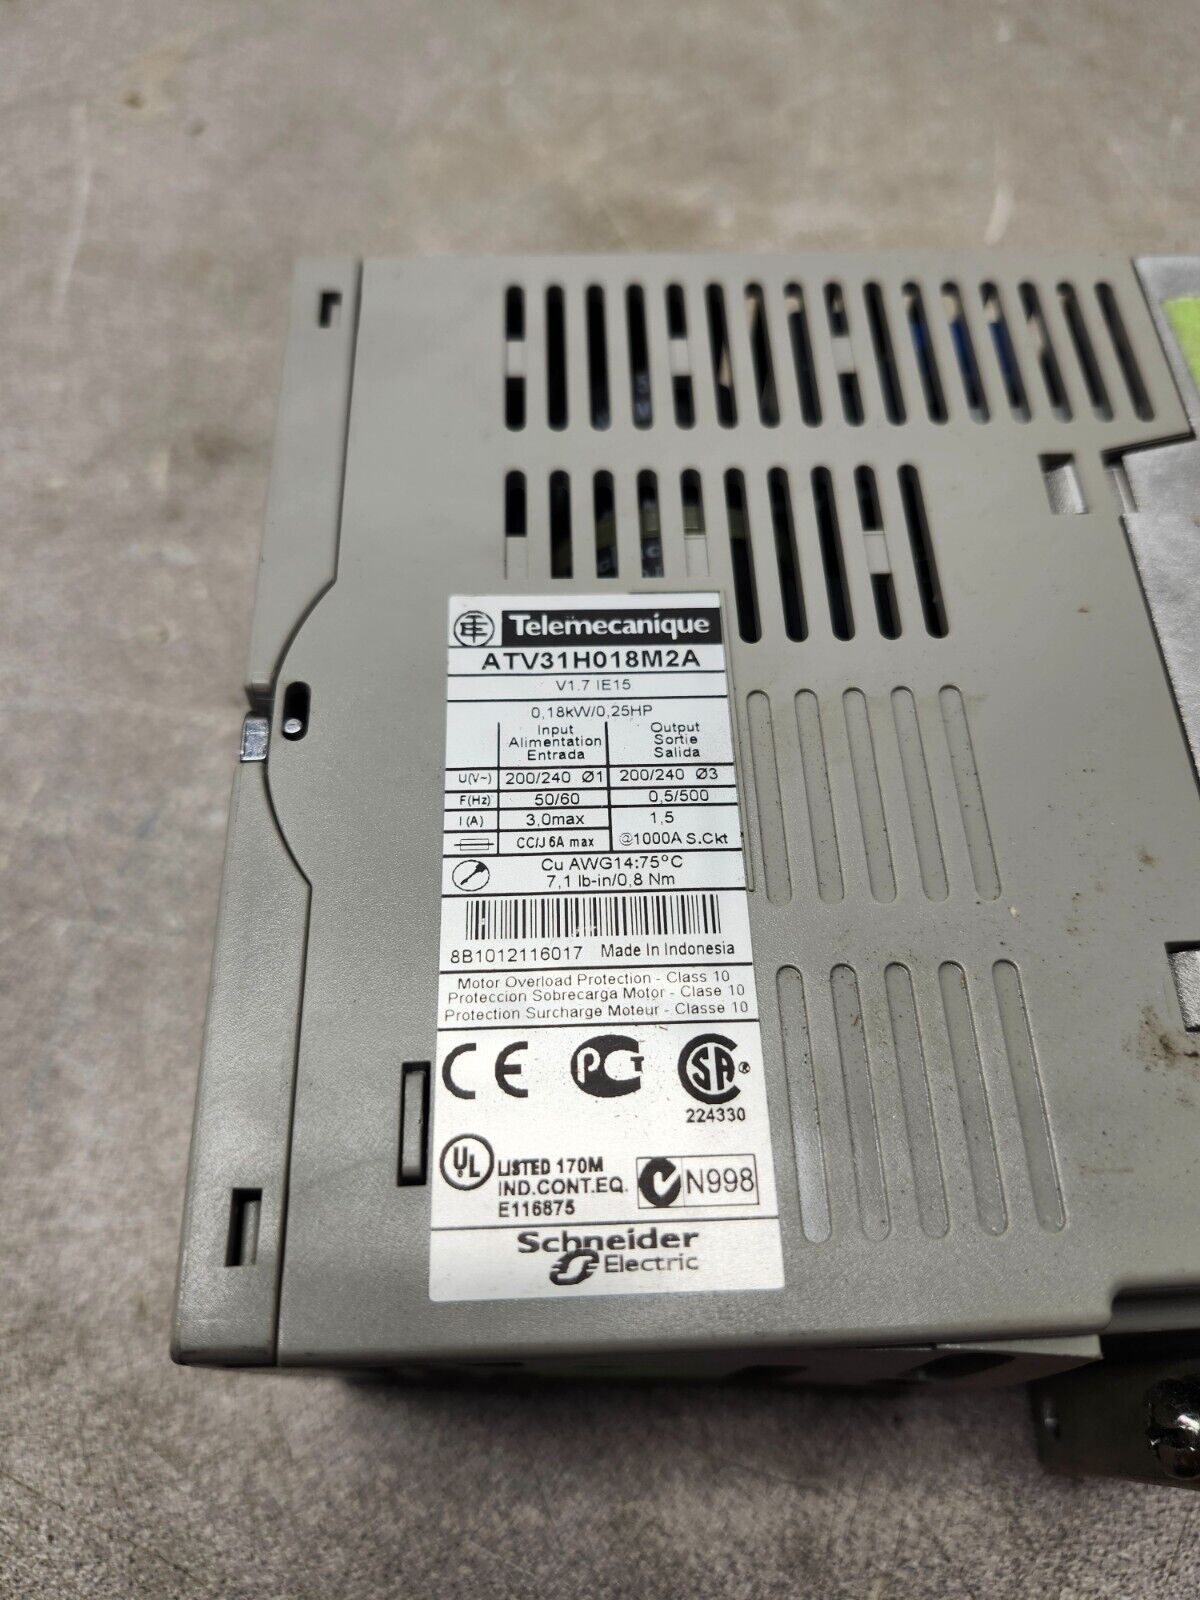 Telemecanique
ATV31H018M2A
V1.7 IE15
0,18kW/0,25HP
Input Output
Alimentation Sortie
Entrada Salida
U(V~) 200/240 Ø1 200/240 Ø3
F(Hz) 50/60 0,5/500
I (A) 3,0max 1,5
CC/J 6A max @1000A S.Ckt
Cu AWG14:75°C
7,1 lb-in/0,8 Nm
8B1012116017 Made In Indonesia
Motor Overload Protection - Class 10
Proteccion Sobrecarga Motor - Clase 10
Protection Surcharge Moteur - Classe 10
CE PCT SA ®
224330
UL LISTED 170M
IND.CONT.EQ.
E116875
N998
Schneider
Electric